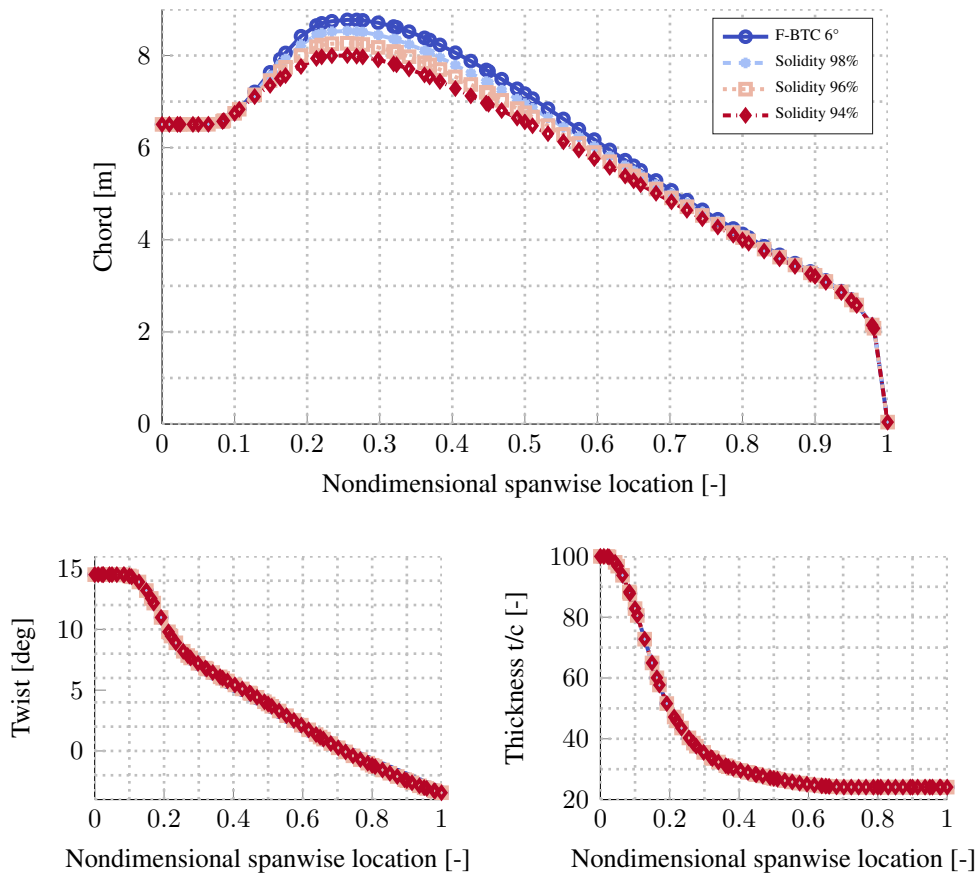 F-BTC 6°
Solidity 98%
Solidity 96%
Solidity 94%
Chord [m]
8
6
4
2
0
0 0.1 0.2 0.3 0.4 0.5 0.6 0.7 0.8 0.9 1
Nondimensional spanwise location [-]
Twist [deg]
15
10
5
0
0 0.2 0.4 0.6 0.8 1
Nondimensional spanwise location [-]
Thickness t/c [-]
100
80
60
40
20
0 0.2 0.4 0.6 0.8 1
Nondimensional spanwise location [-]